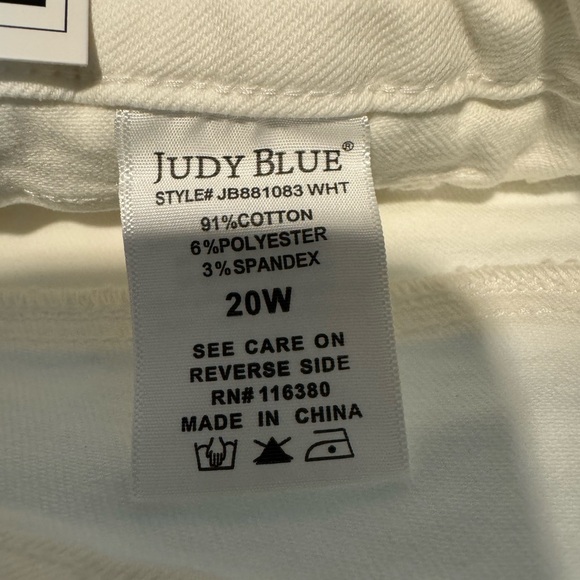 JUDY BLUE®
STYLE# JB881083 WHT
91%COTTON
6%POLYESTER
3%SPANDEX
20W
SEE CARE ON
REVERSE SIDE
RN# 116380
MADE IN CHINA